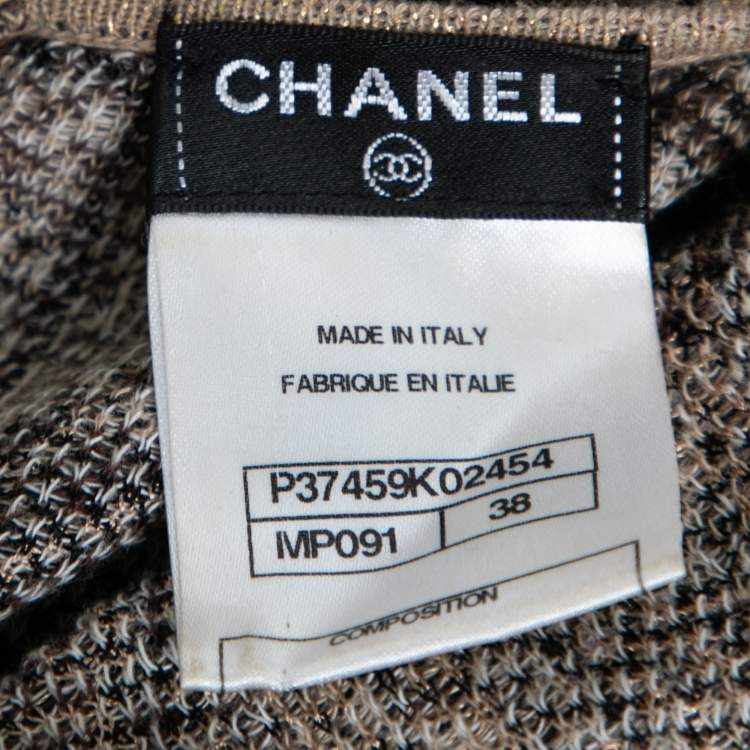 CHANEL
MADE IN ITALY
FABRIQUE EN ITALIE
P37459K02454
MP091 38
COMPOSITION